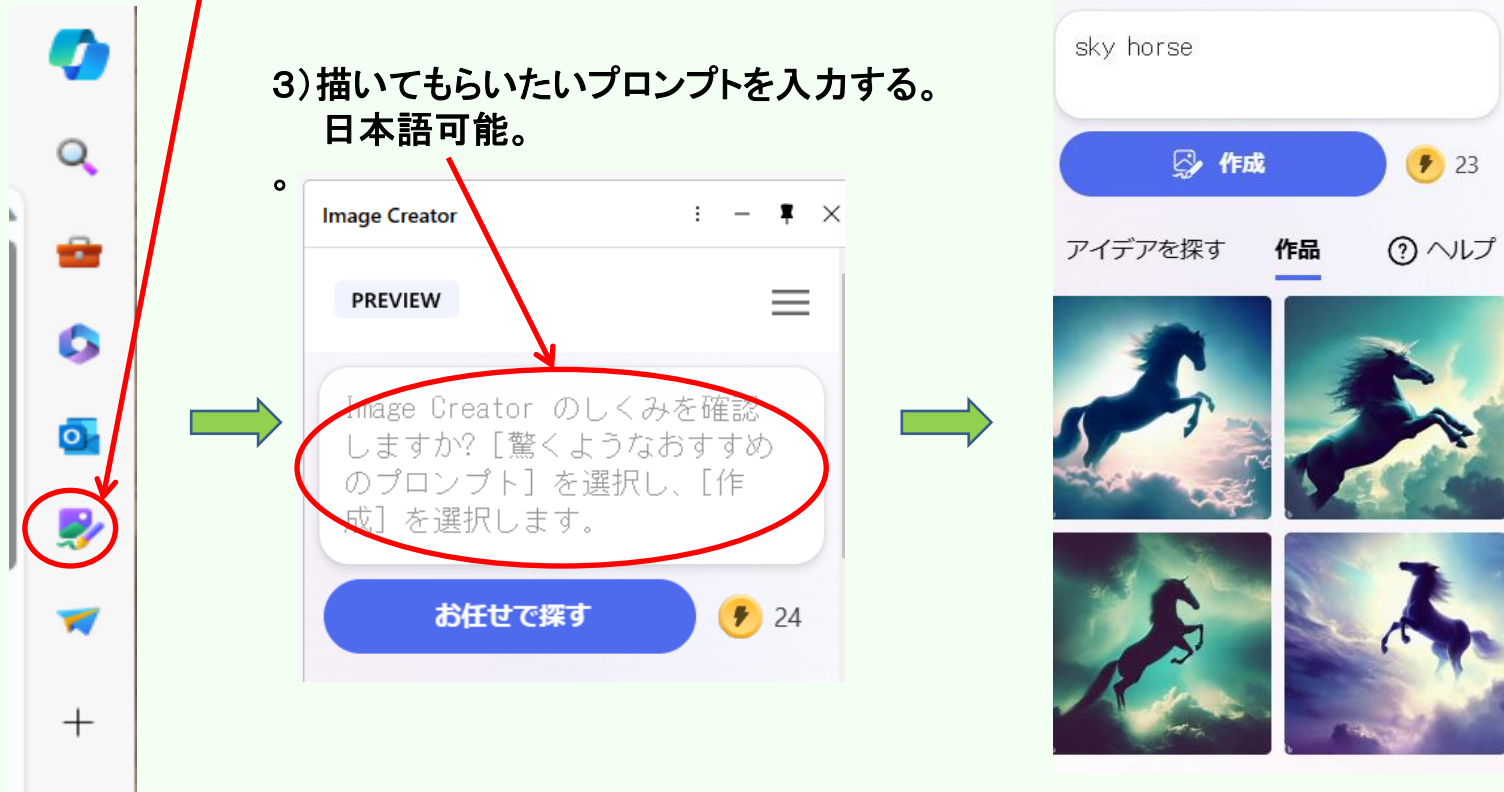 3)描いてもらいたいプロンプトを入力する。
日本語可能。
。
Image Creator
PREVIEW
Image Creator のしくみを確認
しますか? [驚くようなおすすめ
のプロンプト] を選択し、[作
成] を選択します。
お任せで探す
24
sky horse
作成
23
アイデアを探す 作品 ヘルプ